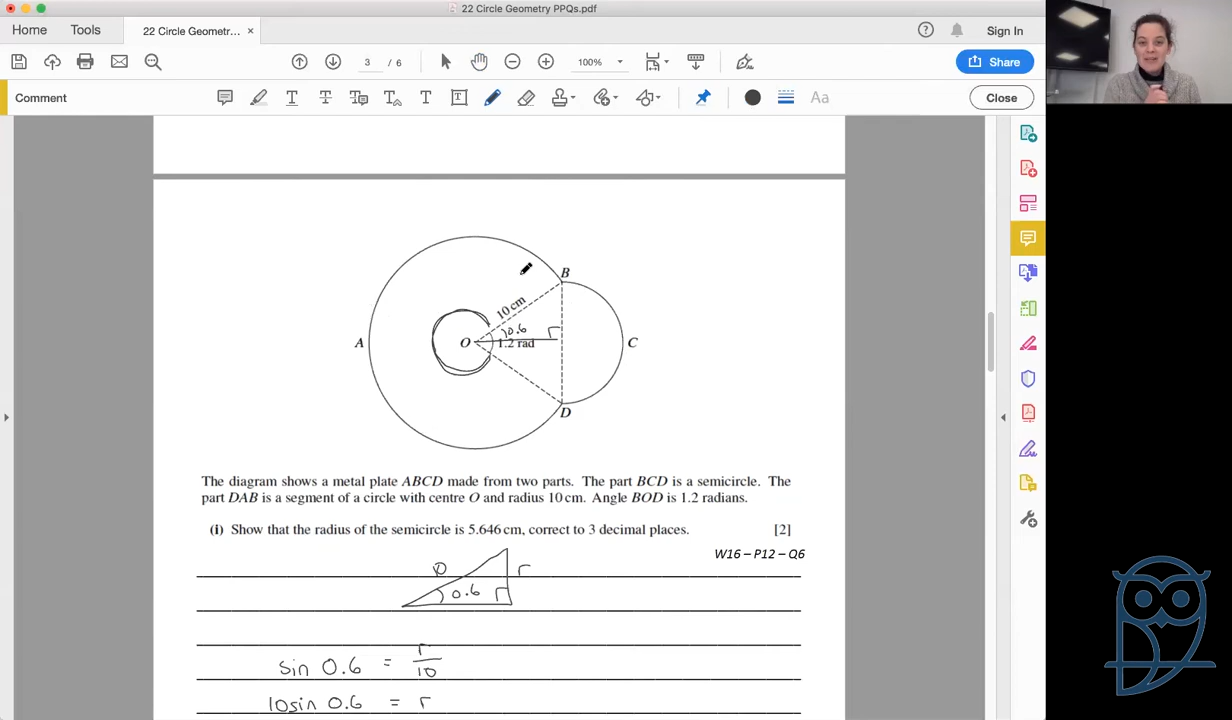 22 Circle Geometry PPQs.pdf
Home Tools 22 Circle Geometr... × Sign In
3 / 6 100% Share
Comment Aa Close
B
10 cm
0.6
A O 1.2 rad r C
D
The diagram shows a metal plate ABCD made from two parts. The part BCD is a semicircle. The
part DAB is a segment of a circle with centre O and radius 10 cm. Angle BOD is 1.2 radians.
(i) Show that the radius of the semicircle is 5.646 cm, correct to 3 decimal places. [2]
W16 – P12 – Q6
10 r
0.6
sin 0.6 = r/10
10sin 0.6 = r